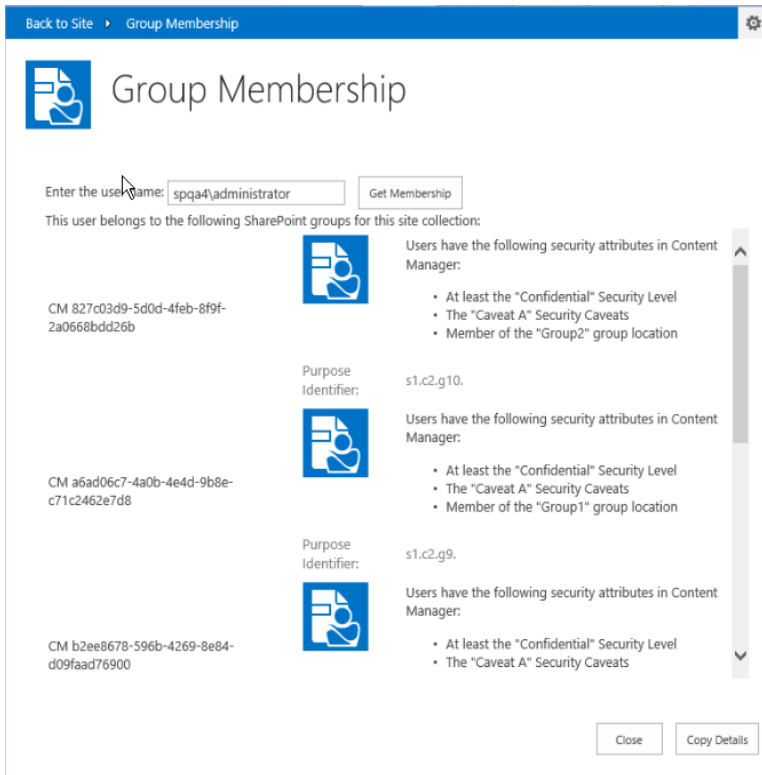 Back to Site ▸ Group Membership
Group Membership
Enter the user name: spqa4\administrator Get Membership
This user belongs to the following SharePoint groups for this site collection:
Users have the following security attributes in Content
Manager:
• At least the "Confidential" Security Level
• The "Caveat A" Security Caveats
• Member of the "Group2" group location
CM 827c03d9-5d0d-4feb-8f9f-
2a0668bdd26b
Purpose
Identifier:
s1.c2.g10.
Users have the following security attributes in Content
Manager:
• At least the "Confidential" Security Level
• The "Caveat A" Security Caveats
• Member of the "Group1" group location
CM a6ad06c7-4a0b-4e4d-9b8e-
c71c2462e7d8
Purpose
Identifier:
s1.c2.g9.
Users have the following security attributes in Content
Manager:
• At least the "Confidential" Security Level
• The "Caveat A" Security Caveats
CM b2ee8678-596b-4269-8e84-
d09faad76900
Close Copy Details